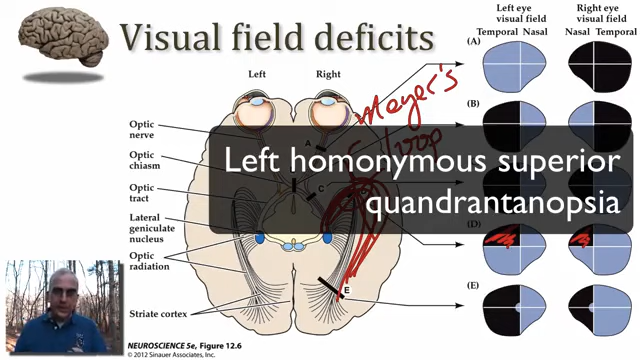 Visual field deficits
Left eye
visual field
Right eye
visual field
Temporal Nasal
Nasal Temporal
Left
Right
(A)
(B)
(D)
(E)
Meyer's
loop
A
C
E
Optic
nerve
Optic
chiasm
Optic
tract
Lateral
geniculate
nucleus
Optic
radiation
Striate cortex
Left homonymous superior
quandrantanopsia
NEUROSCIENCE 5e, Figure 12.6
© 2012 Sinauer Associates, Inc.